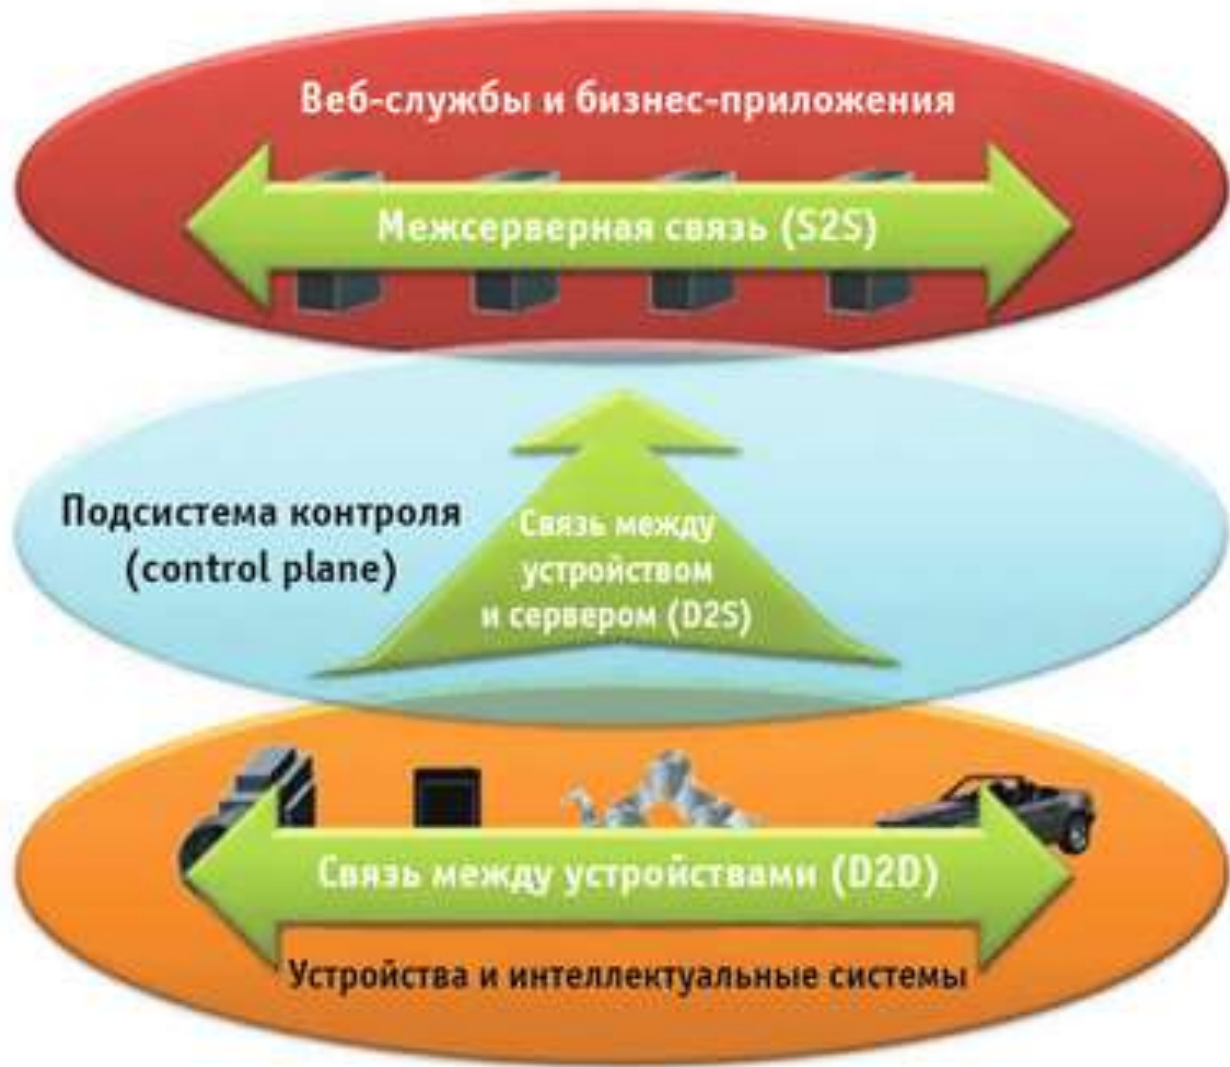 Веб-службы и бизнес-приложения
Межсерверная связь (S2S)
Подсистема контроля
(control plane)
Связь между
устройством
и сервером (D2S)
Связь между устройствами (D2D)
Устройства и интеллектуальные системы